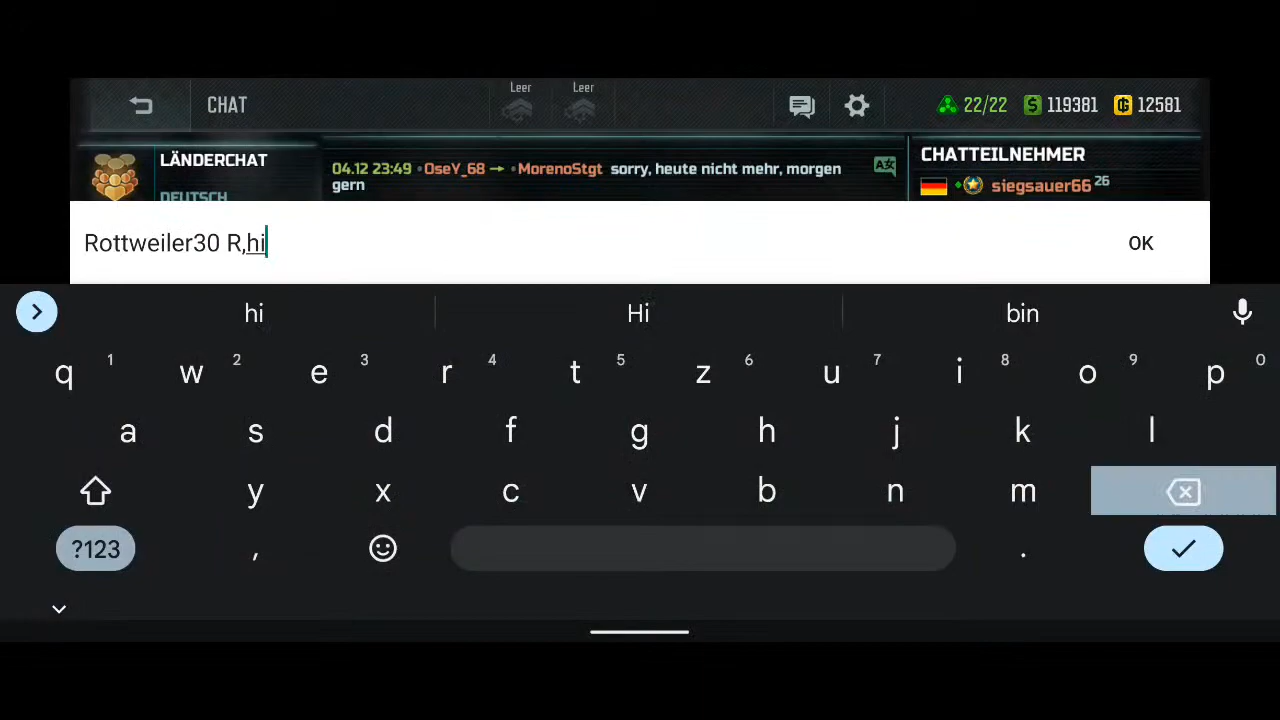 Leer Leer
CHAT 22/22 119381 12581
LÄNDERCHAT
DEUTSCH
04.12 23:49 OseY_68 → MorenoStgt sorry, heute nicht mehr, morgen
gern
CHATTEILNEHMER
siegsauer66 26
Rottweiler30 R,hi OK
hi Hi bin
q 1 w 2 e 3 r 4 t 5 z 6 u 7 i 8 o 9 p 0
a s d f g h j k l
y x c v b n m
?123 , .